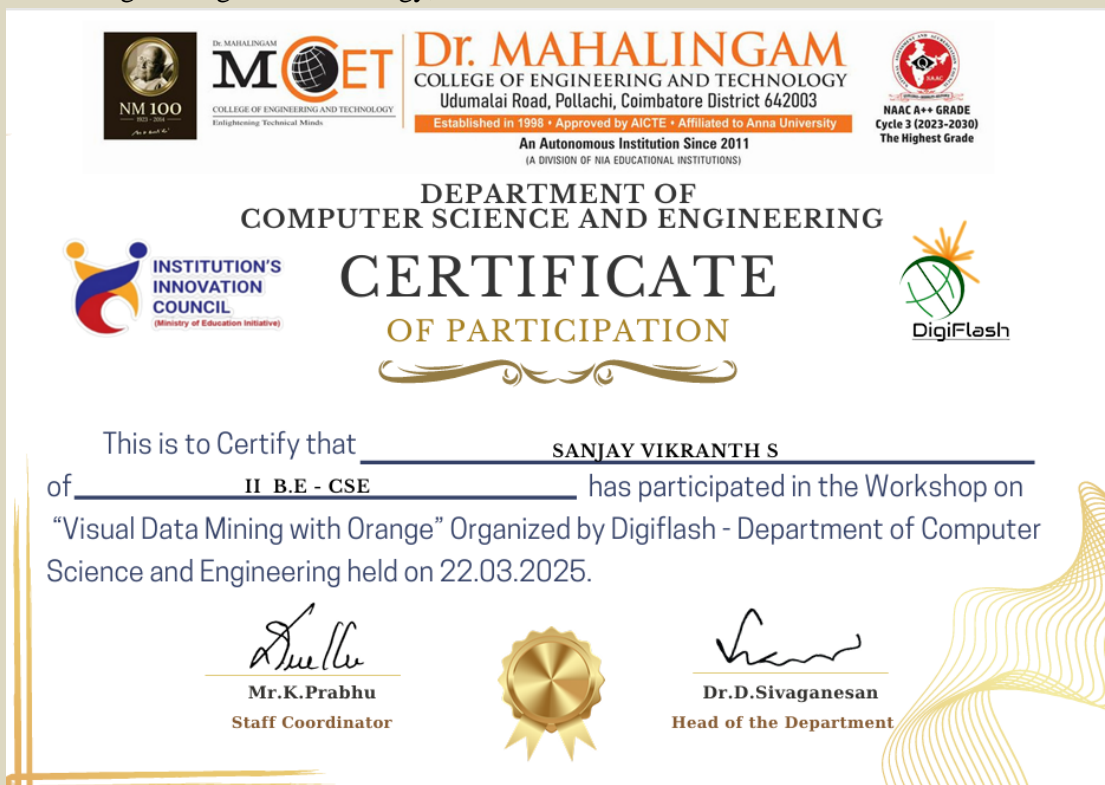 NM 100
1923 - 2014
Dr. MAHALINGAM
MCET
COLLEGE OF ENGINEERING AND TECHNOLOGY
Enlightening Technical Minds
Dr. MAHALINGAM
COLLEGE OF ENGINEERING AND TECHNOLOGY
Udumalai Road, Pollachi, Coimbatore District 642003
Established in 1998 • Approved by AICTE • Affiliated to Anna University
An Autonomous Institution Since 2011
(A DIVISION OF NIA EDUCATIONAL INSTITUTIONS)
NAAC
NAAC A++ GRADE
Cycle 3 (2023-2030)
The Highest Grade
DEPARTMENT OF
COMPUTER SCIENCE AND ENGINEERING
INSTITUTION'S
INNOVATION
COUNCIL
(Ministry of Education Initiative)
CERTIFICATE
OF PARTICIPATION
DigiFlash
This is to Certify that SANJAY VIKRANTH S
of II B.E - CSE has participated in the Workshop on
“Visual Data Mining with Orange” Organized by Digiflash - Department of Computer
Science and Engineering held on 22.03.2025.
Mr.K.Prabhu
Staff Coordinator
Dr.D.Sivaganesan
Head of the Department